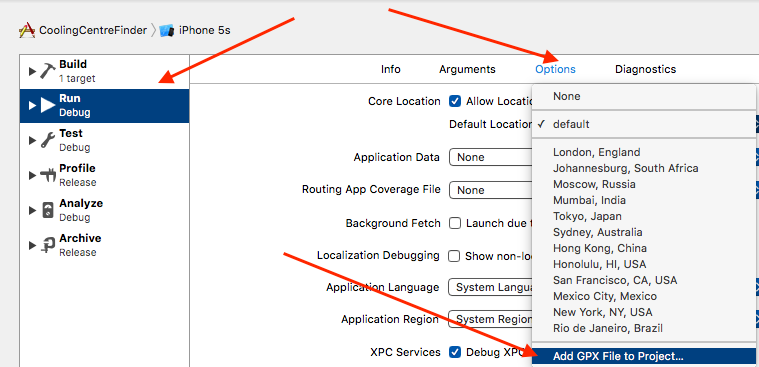 CoolingCentreFinder iPhone 5s
Build
1 target
Run
Debug
Test
Debug
Profile
Release
Analyze
Debug
Archive
Release
Info Arguments Options Diagnostics
Core Location Allow Locatio
Default Location
Application Data None
Routing App Coverage File None
Background Fetch Launch due t
Localization Debugging Show non-lo
Application Language System Langua
Application Region System Region
XPC Services Debug XPC
None
✓ default
London, England
Johannesburg, South Africa
Moscow, Russia
Mumbai, India
Tokyo, Japan
Sydney, Australia
Hong Kong, China
Honolulu, HI, USA
San Francisco, CA, USA
Mexico City, Mexico
New York, NY, USA
Rio de Janeiro, Brazil
Add GPX File to Project...